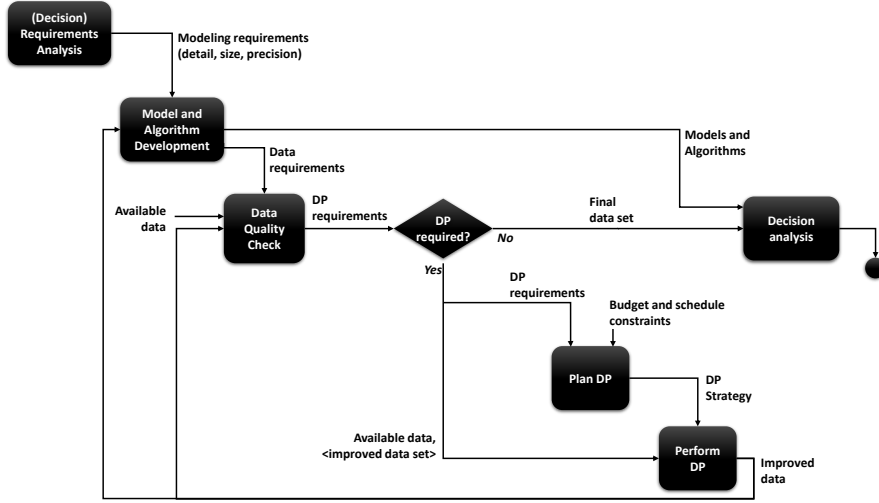 (Decision)
Requirements
Analysis
Modeling requirements
(detail, size, precision)
Model and
Algorithm
Development
Models and
Algorithms
Data
requirements
Available
data
Data
Quality
Check
DP
requirements
DP
required?
No
Yes
Final
data set
Decision
analysis
DP
requirements
Budget and schedule
constraints
Plan DP
DP
Strategy
Available data,
<improved data set>
Perform
DP
Improved
data